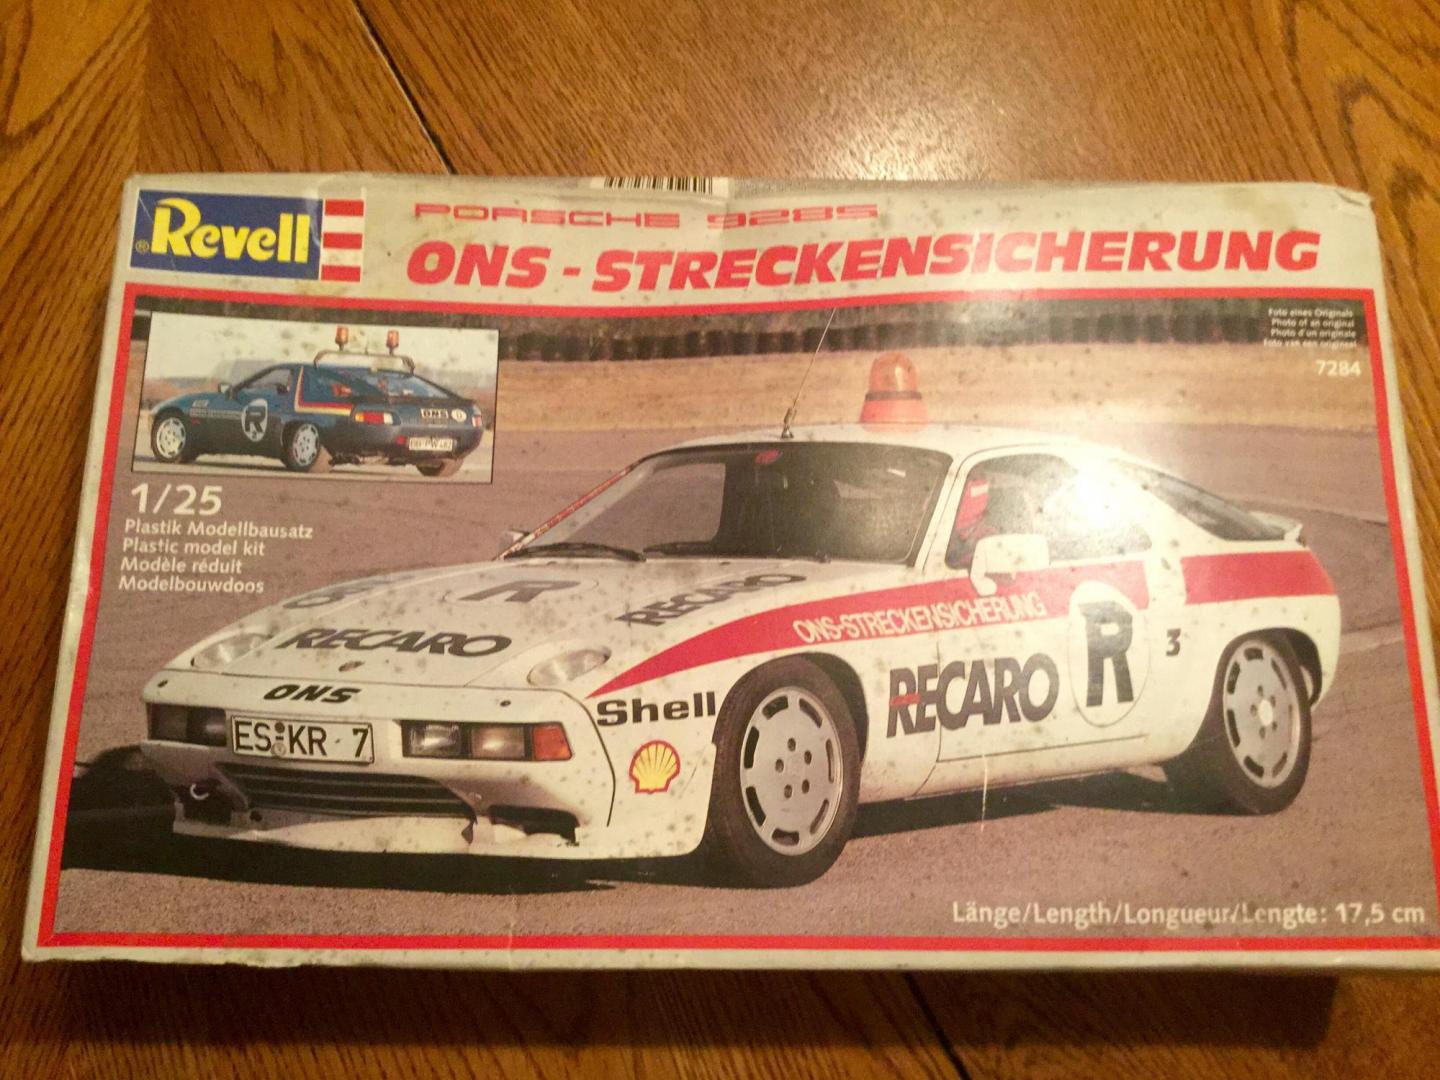 Revell
®
PORSCHE 928S
ONS - STRECKENSICHERUNG
Foto eines Originals
Photo of an original
Photo d'un originale
Foto van een origineel
7284
ONS
1/25
Plastik Modellbausatz
Plastic model kit
Modèle réduit
Modelbouwdoos
R
R
RECARO
RECARO
ONS
ES KR 7
ONS-STRECKENSICHERUNG
Shell
RECARO
R
3
Länge/Length/Longueur/Lengte: 17,5 cm